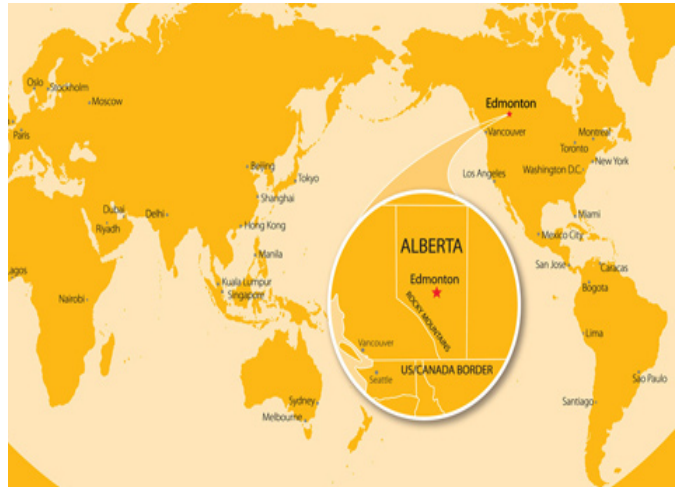 Oslo
Stockholm
Moscow
Paris
Edmonton
Vancouver
Montreal
Toronto
New York
Washington D.C.
Los Angeles
Beijing
Tokyo
Shanghai
Dubai
Riyadh
Delhi
Hong Kong
Manila
Miami
Mexico City
San Jose
Caracas
Bogota
agos
Nairobi
Kuala Lumpur
Singapore
Lima
Sydney
Melbourne
São Paulo
Santiago
ALBERTA
Edmonton
ROCKY MOUNTAINS
Vancouver
Seattle
US/CANADA BORDER